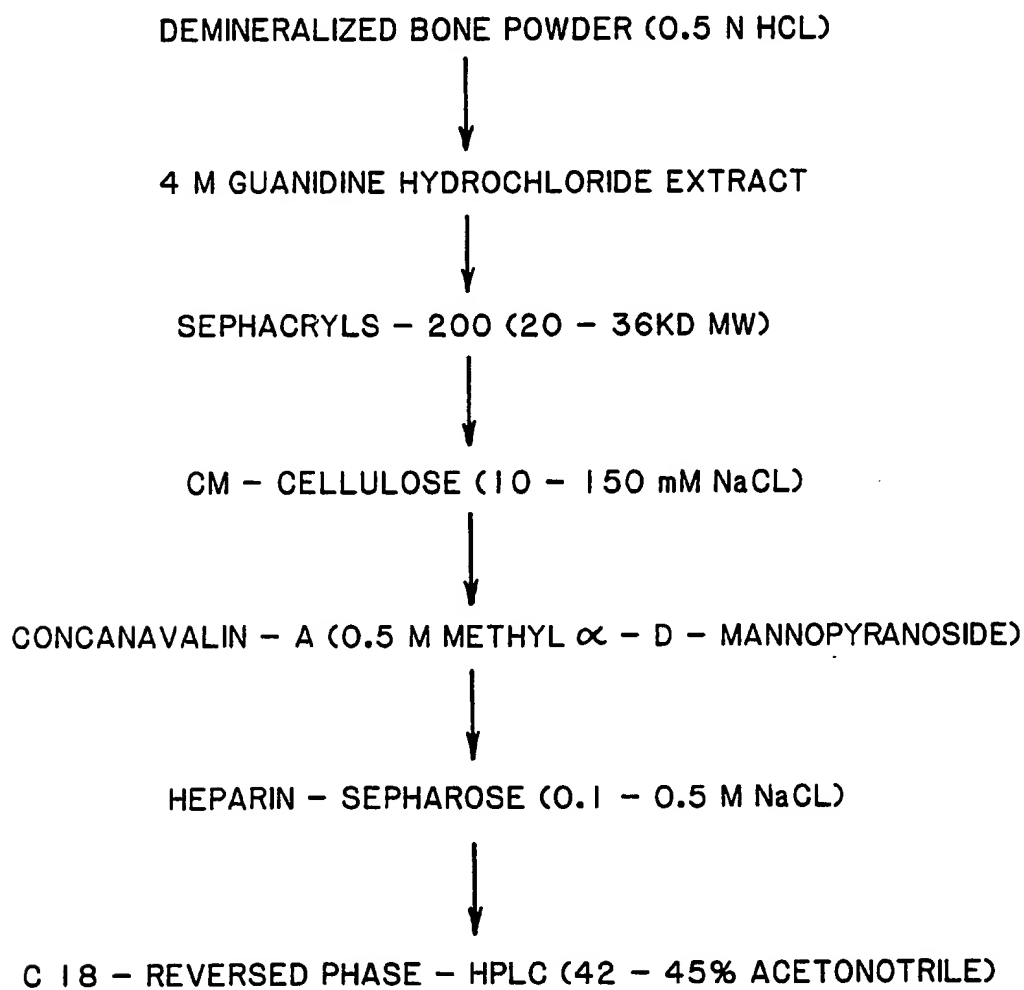 DEMINERALIZED BONE POWDER (0.5 N HCL)
4 M GUANIDINE HYDROCHLORIDE EXTRACT
SEPHACRYLS - 200 (20 - 36KD MW)
CM - CELLULOSE (10 - 150 mM NaCL)
CONCANAVALIN - A (0.5 M METHYL ∝ - D - MANNOPYRANOSIDE)
HEPARIN - SEPHAROSE (0.1 - 0.5 M NaCL)
C 18 - REVERSED PHASE - HPLC (42 - 45% ACETONOTRILE)